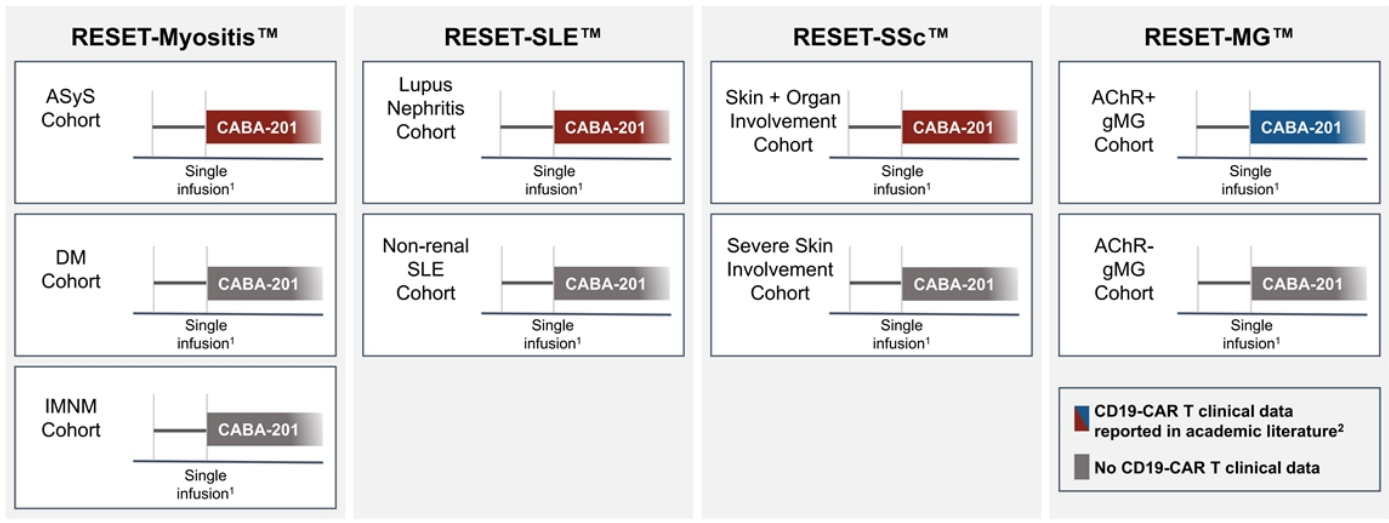 RESET-Myositis™
ASyS
Cohort
CABA-201
Single
infusion¹
DM
Cohort
CABA-201
Single
infusion¹
IMNM
Cohort
CABA-201
Single
infusion¹
RESET-SLE™
Lupus
Nephritis
Cohort
CABA-201
Single
infusion¹
Non-renal
SLE
Cohort
CABA-201
Single
infusion¹
RESET-SSc™
Skin + Organ
Involvement
Cohort
CABA-201
Single
infusion¹
Severe Skin
Involvement
Cohort
CABA-201
Single
infusion¹
RESET-MG™
AChR+
gMG
Cohort
CABA-201
Single
infusion¹
AChR-
gMG
Cohort
CABA-201
Single
infusion¹
CD19-CAR T clinical data
reported in academic literature²
No CD19-CAR T clinical data